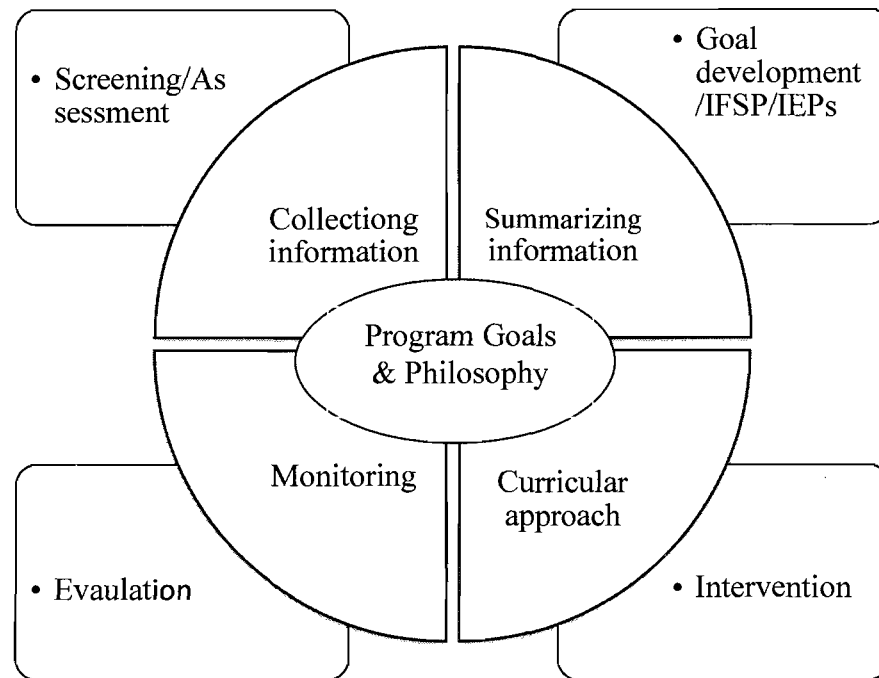 • Screening/As
sessment
• Goal
development
/IFSP/IEPs
Collectiong
information
Summarizing
information
Program Goals
& Philosophy
Monitoring
Curricular
approach
• Evaulation
• Intervention